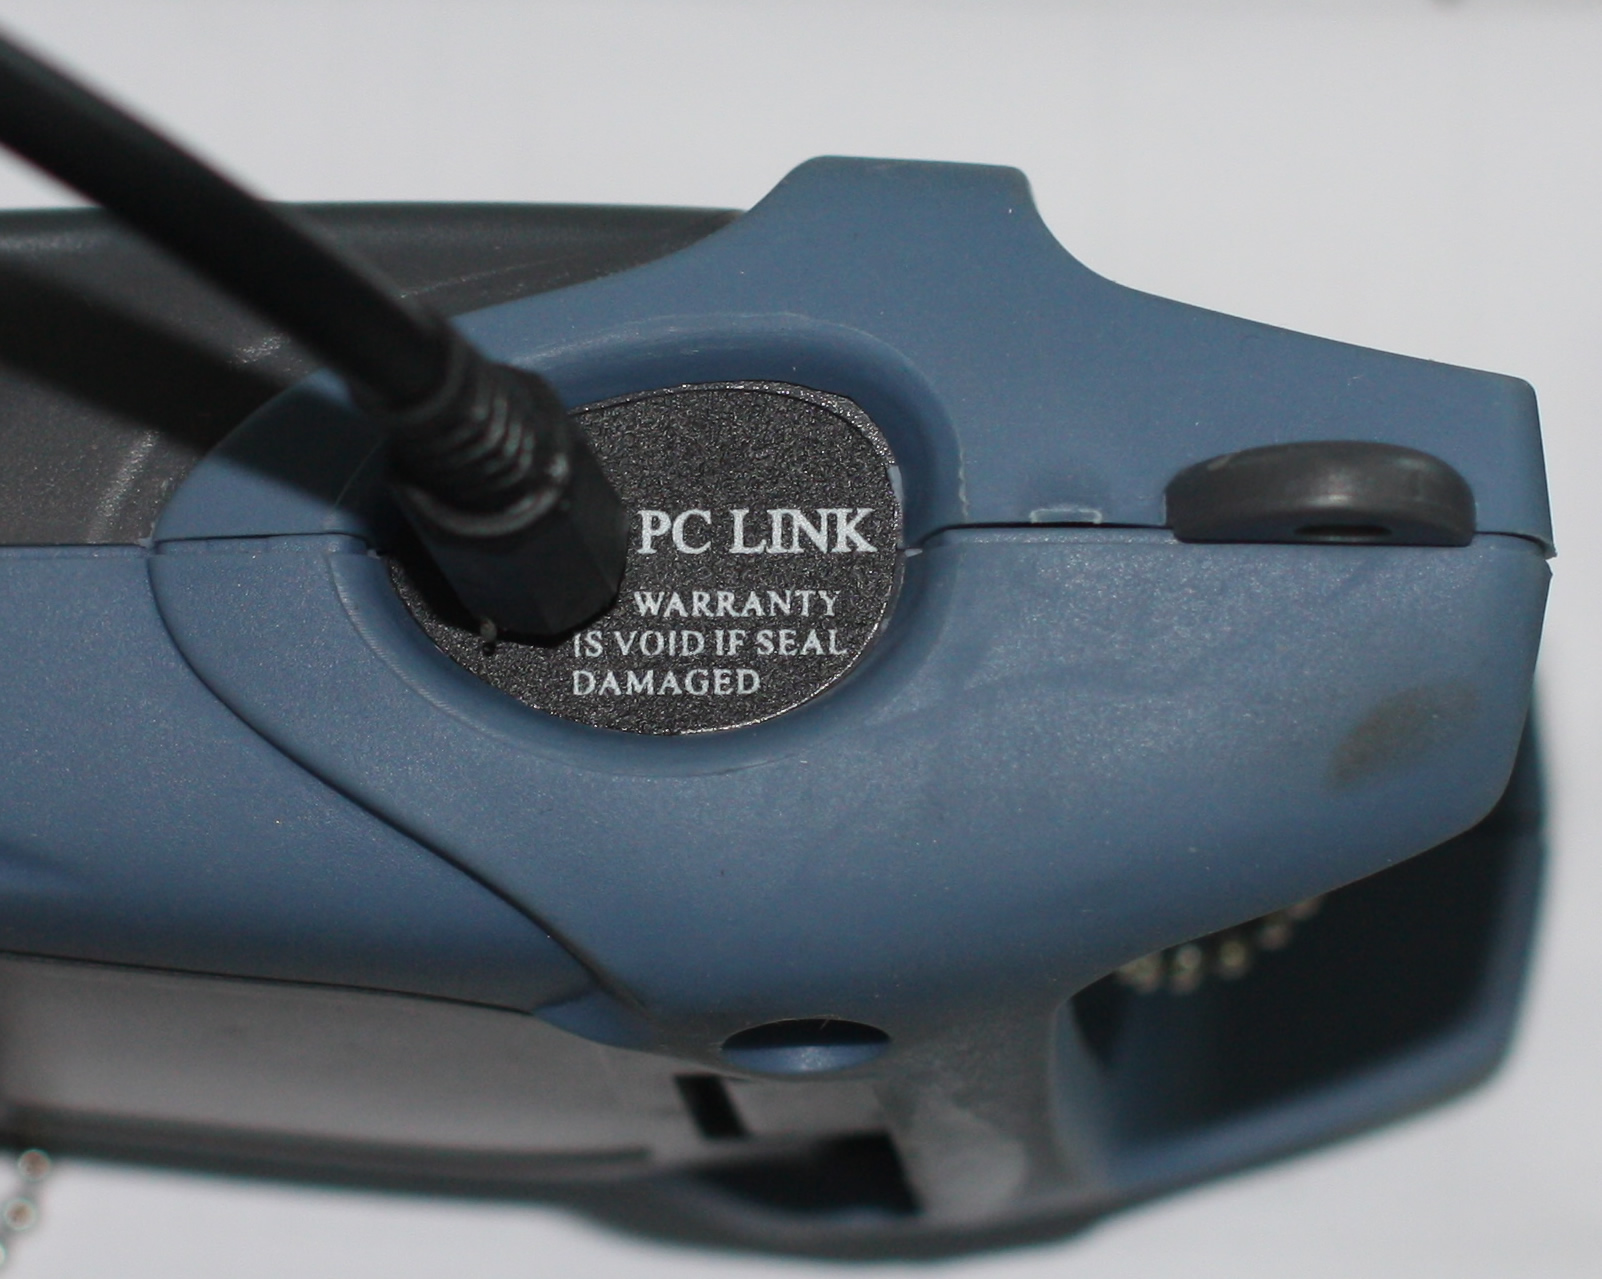 PC LINK
WARRANTY
IS VOID IF SEAL
DAMAGED